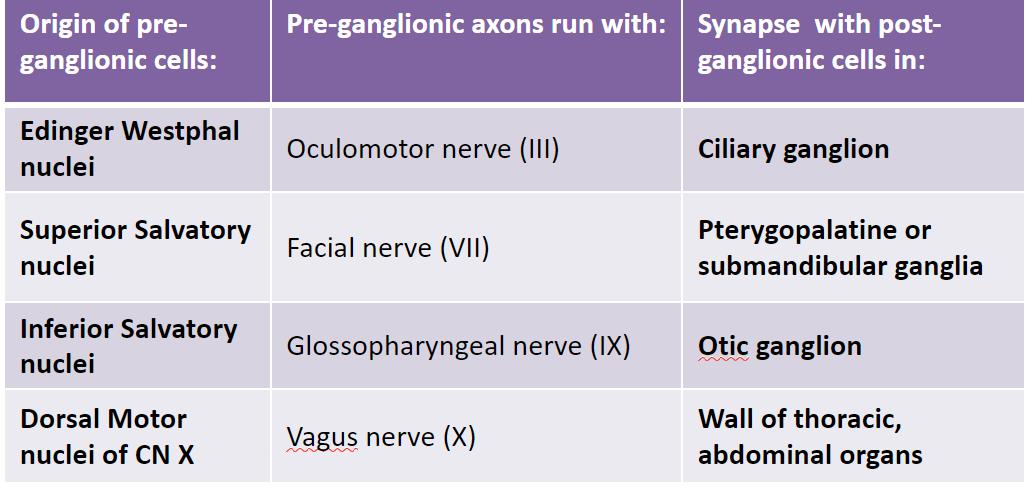 Origin of pre-
ganglionic cells:
Pre-ganglionic axons run with:
Synapse with post-
ganglionic cells in:
Edinger Westphal
nuclei
Oculomotor nerve (III)
Ciliary ganglion
Superior Salvatory
nuclei
Facial nerve (VII)
Pterygopalatine or
submandibular ganglia
Inferior Salvatory
nuclei
Glossopharyngeal nerve (IX)
Otic ganglion
Dorsal Motor
nuclei of CN X
Vagus nerve (X)
Wall of thoracic,
abdominal organs